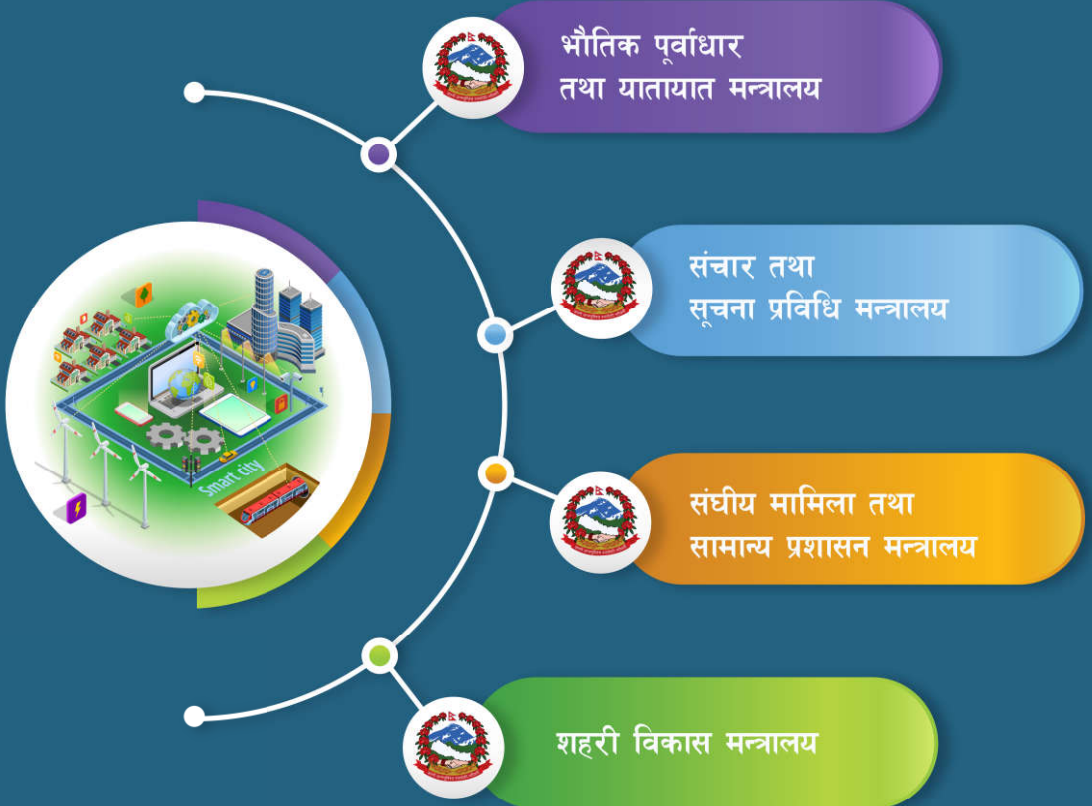 भौतिक पूर्वाधार
तथा यातायात मन्त्रालय
संचार तथा
सूचना प्रविधि मन्त्रालय
Smart city
संघीय मामिला तथा
सामान्य प्रशासन मन्त्रालय
शहरी विकास मन्त्रालय